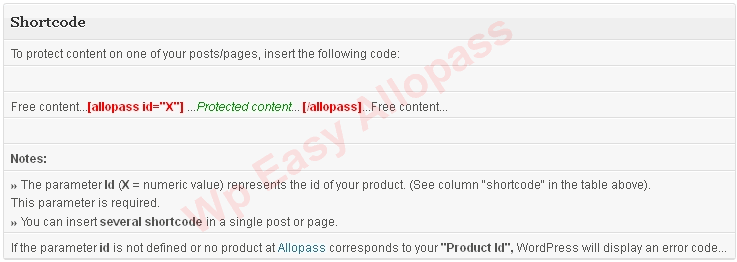 Shortcode
To protect content on one of your posts/pages, insert the following code:
Free content...[allopass id="X"] ...Protected content... [/allopass]...Free content...
Notes:
» The parameter Id (X = numeric value) represents the id of your product. (See column "shortcode" in the table above).
This parameter is required.
» You can insert several shortcode in a single post or page.
If the parameter id is not defined or no product at Allopass corresponds to your "Product Id", WordPress will display an error code...
Wp Easy Allopass